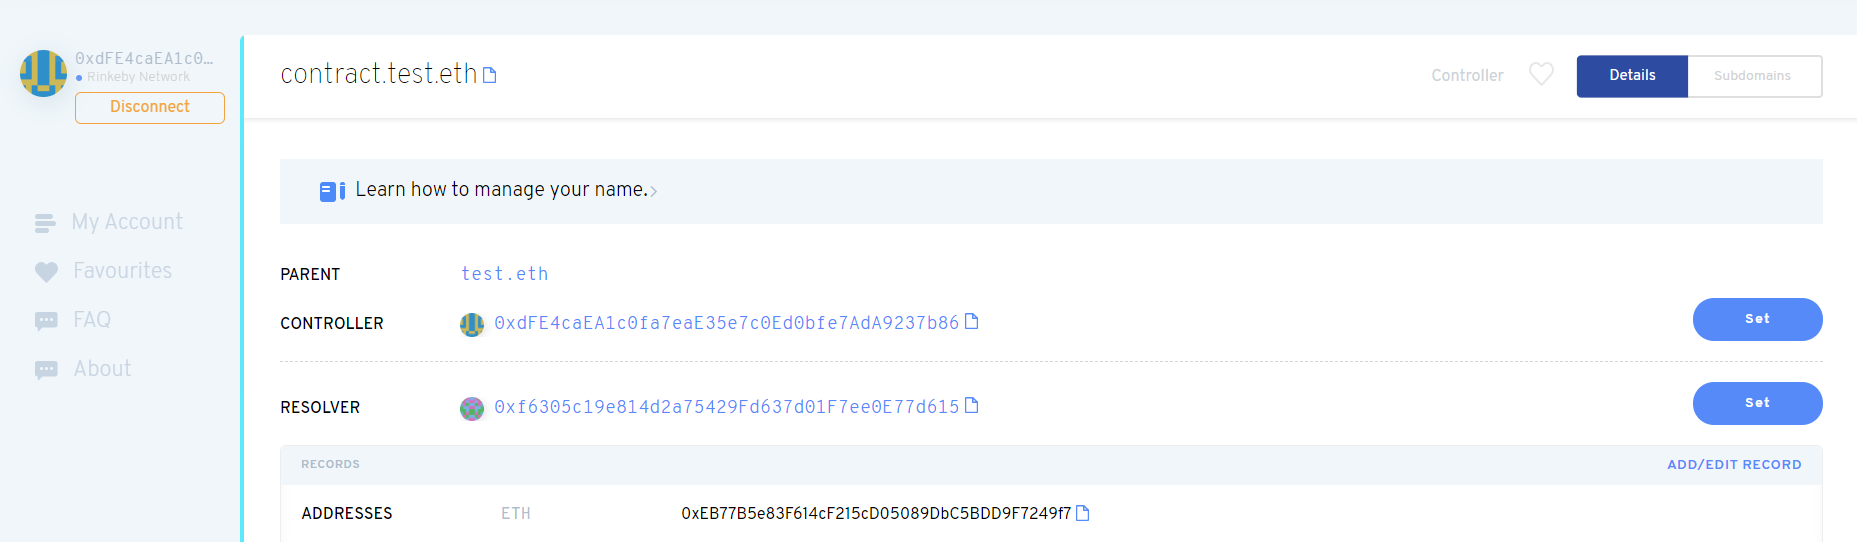 0xdFE4caEA1c0...
Rinkeby Network
Disconnect
My Account
Favourites
FAQ
About
contract.test.eth
Controller
Details
Subdomains
Learn how to manage your name.
PARENT test.eth
CONTROLLER 0xdFE4caEA1c0fa7eaE35e7c0Ed0bfe7AdA9237b86 Set
RESOLVER 0xf6305c19e814d2a75429Fd637d01F7ee0E77d615 Set
RECORDS ADD/EDIT RECORD
ADDRESSES ETH 0xEB77B5e83F614cF215cD05089DbC5BDD9F7249f7